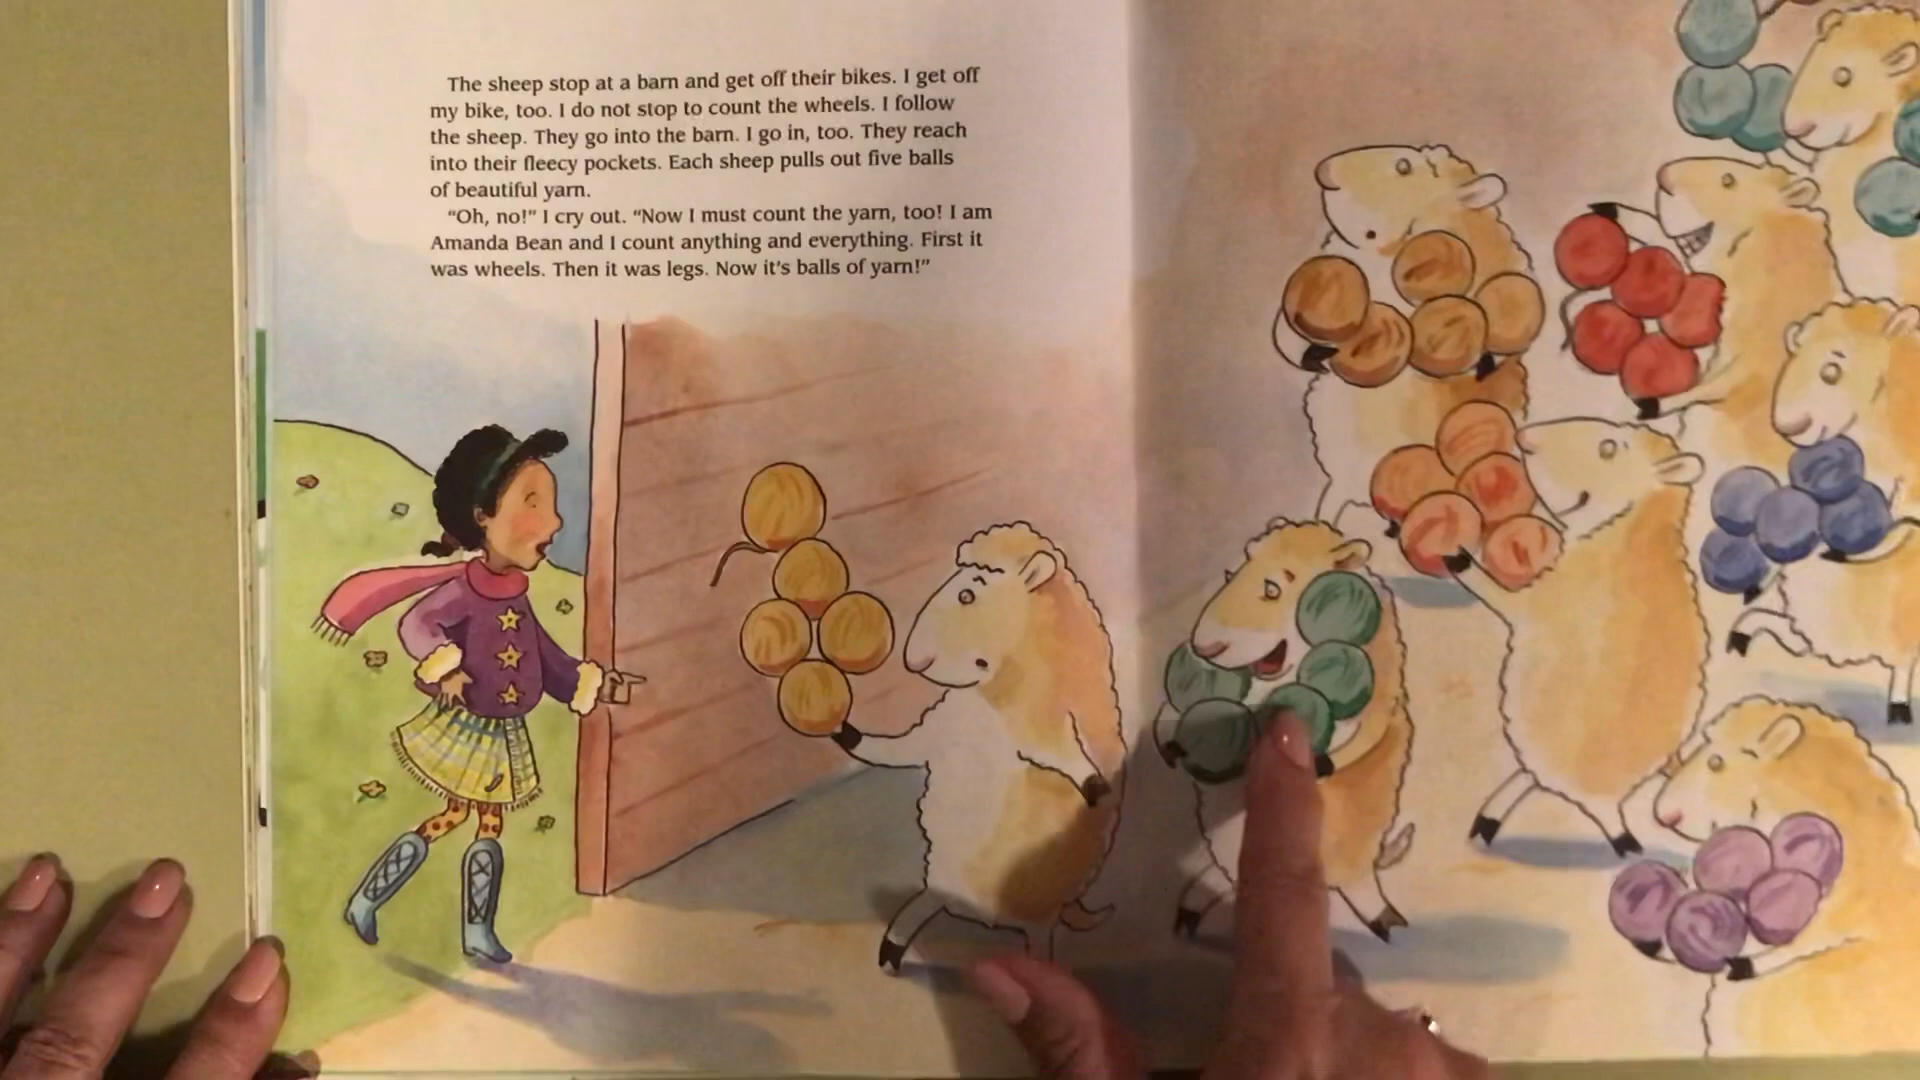 The sheep stop at a barn and get off their bikes. I get off
my bike, too. I do not stop to count the wheels. I follow
the sheep. They go into the barn. I go in, too. They reach
into their fleecy pockets. Each sheep pulls out five balls
of beautiful yarn.
“Oh, no!” I cry out. “Now I must count the yarn, too! I am
Amanda Bean and I count anything and everything. First it
was wheels. Then it was legs. Now it’s balls of yarn!”